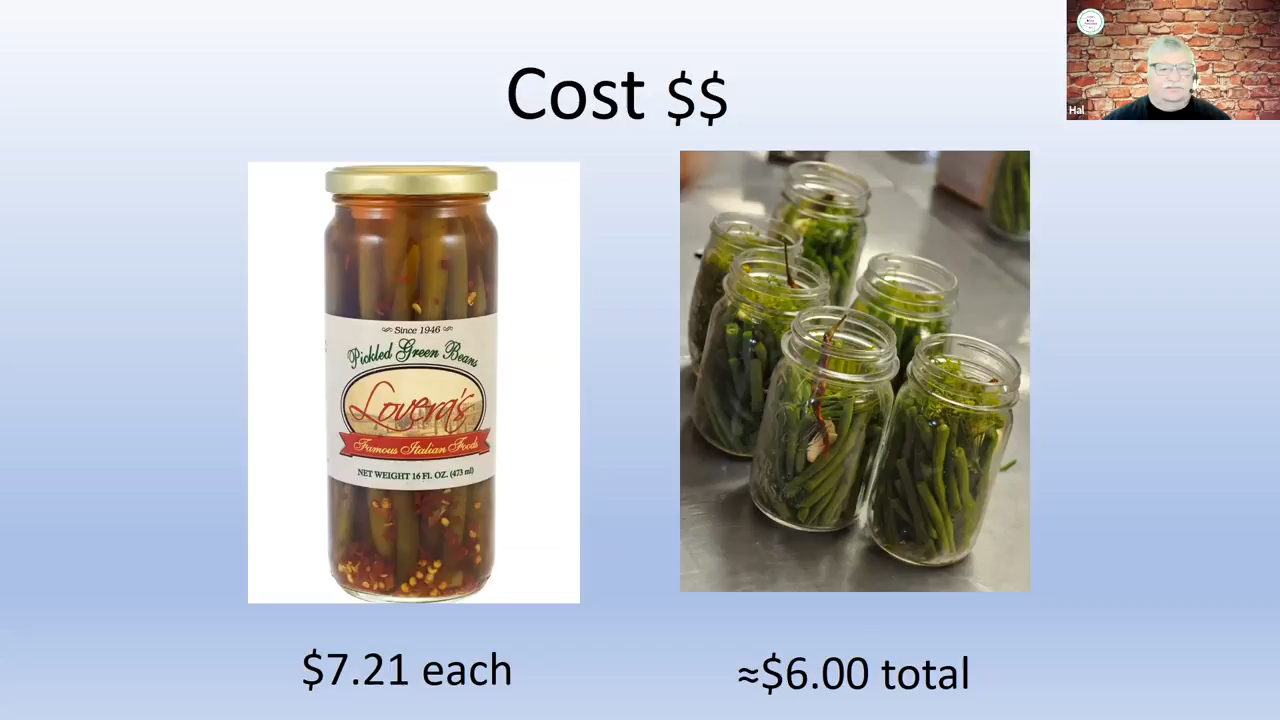 Cost $$
Hal
Since 1946
Pickled Green Beans
Lovera's
Famous Italian Foods
NET WEIGHT 16 Fl. OZ. (473 ml)
$7.21 each
≈$6.00 total